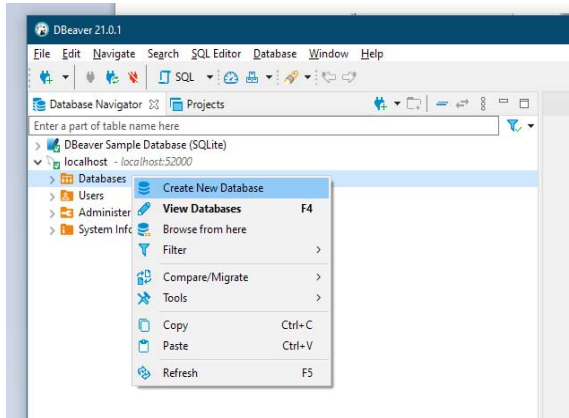 DBeaver 21.0.1
File Edit Navigate Search SQL Editor Database Window Help
SQL
Database Navigator Projects
Enter a part of table name here
DBeaver Sample Database (SQLite)
localhost - localhost:52000
Databases
Users
Administer
System Info
Create New Database
View Databases F4
Browse from here
Filter
Compare/Migrate
Tools
Copy Ctrl+C
Paste Ctrl+V
Refresh F5